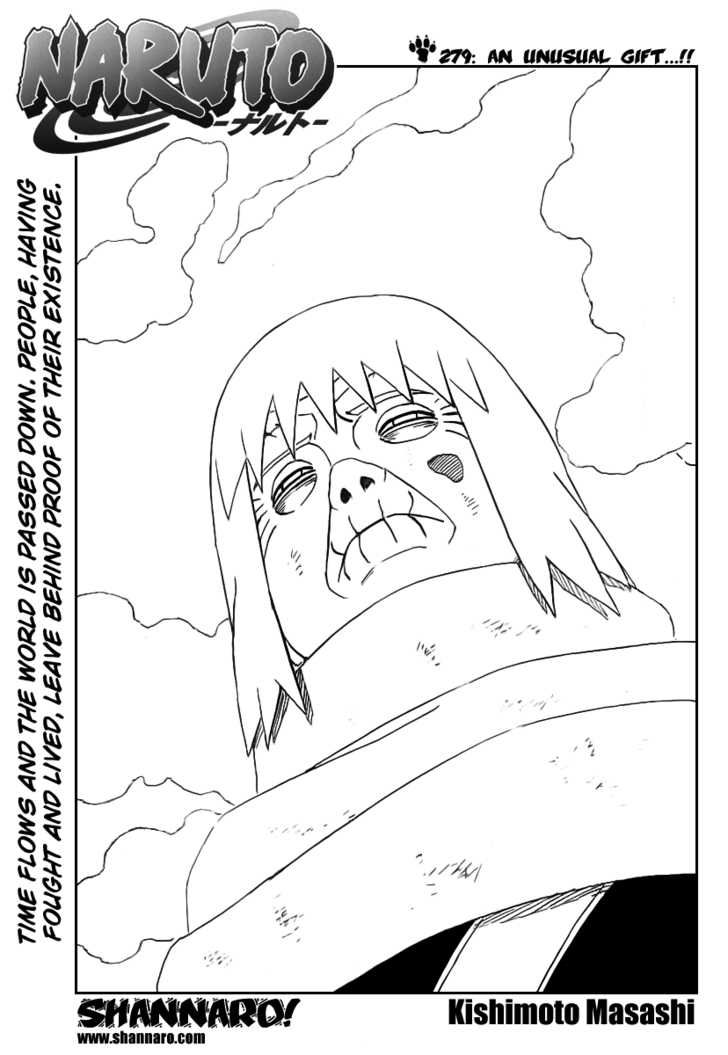 NARUTO
-ナルト-
279: AN UNUSUAL GIFT...!!
TIME FLOWS AND THE WORLD IS PASSED DOWN. PEOPLE, HAVING
FOUGHT AND LIVED, LEAVE BEHIND PROOF OF THEIR EXISTENCE.
SHANNARO!
www.shannaro.com
Kishimoto Masashi